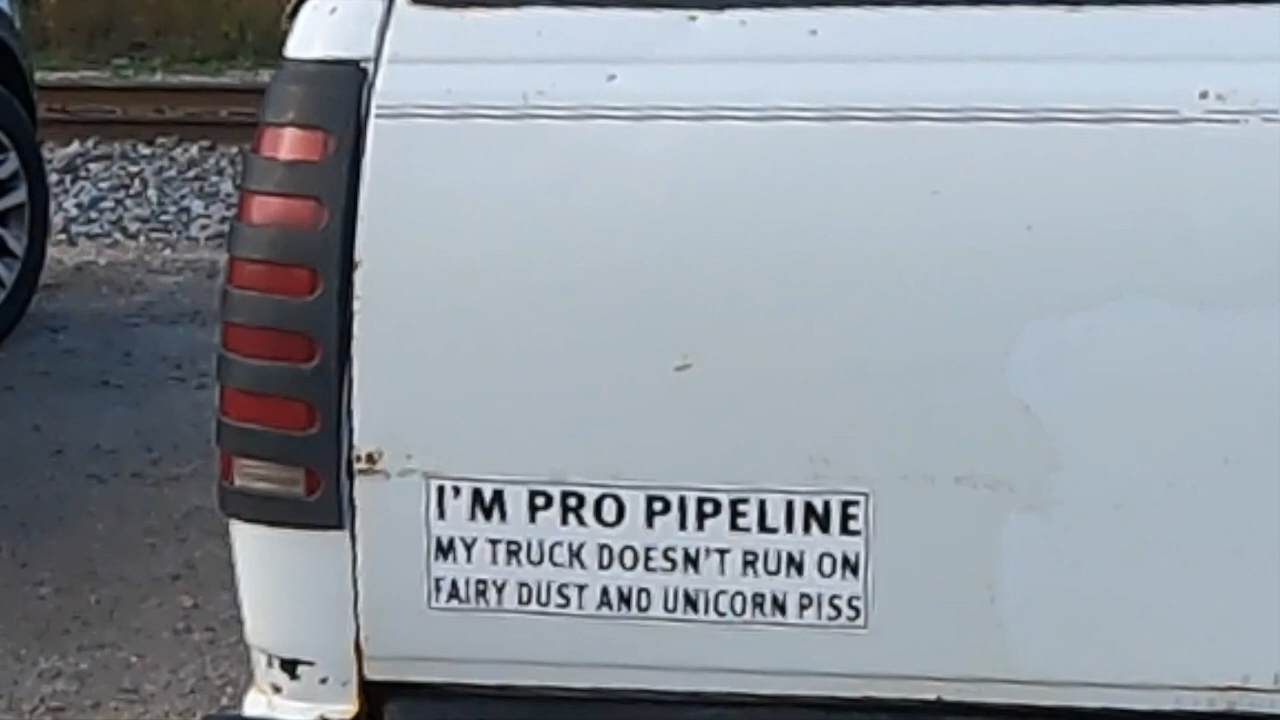 I'M PRO PIPELINE
MY TRUCK DOESN'T RUN ON
FAIRY DUST AND UNICORN PISS